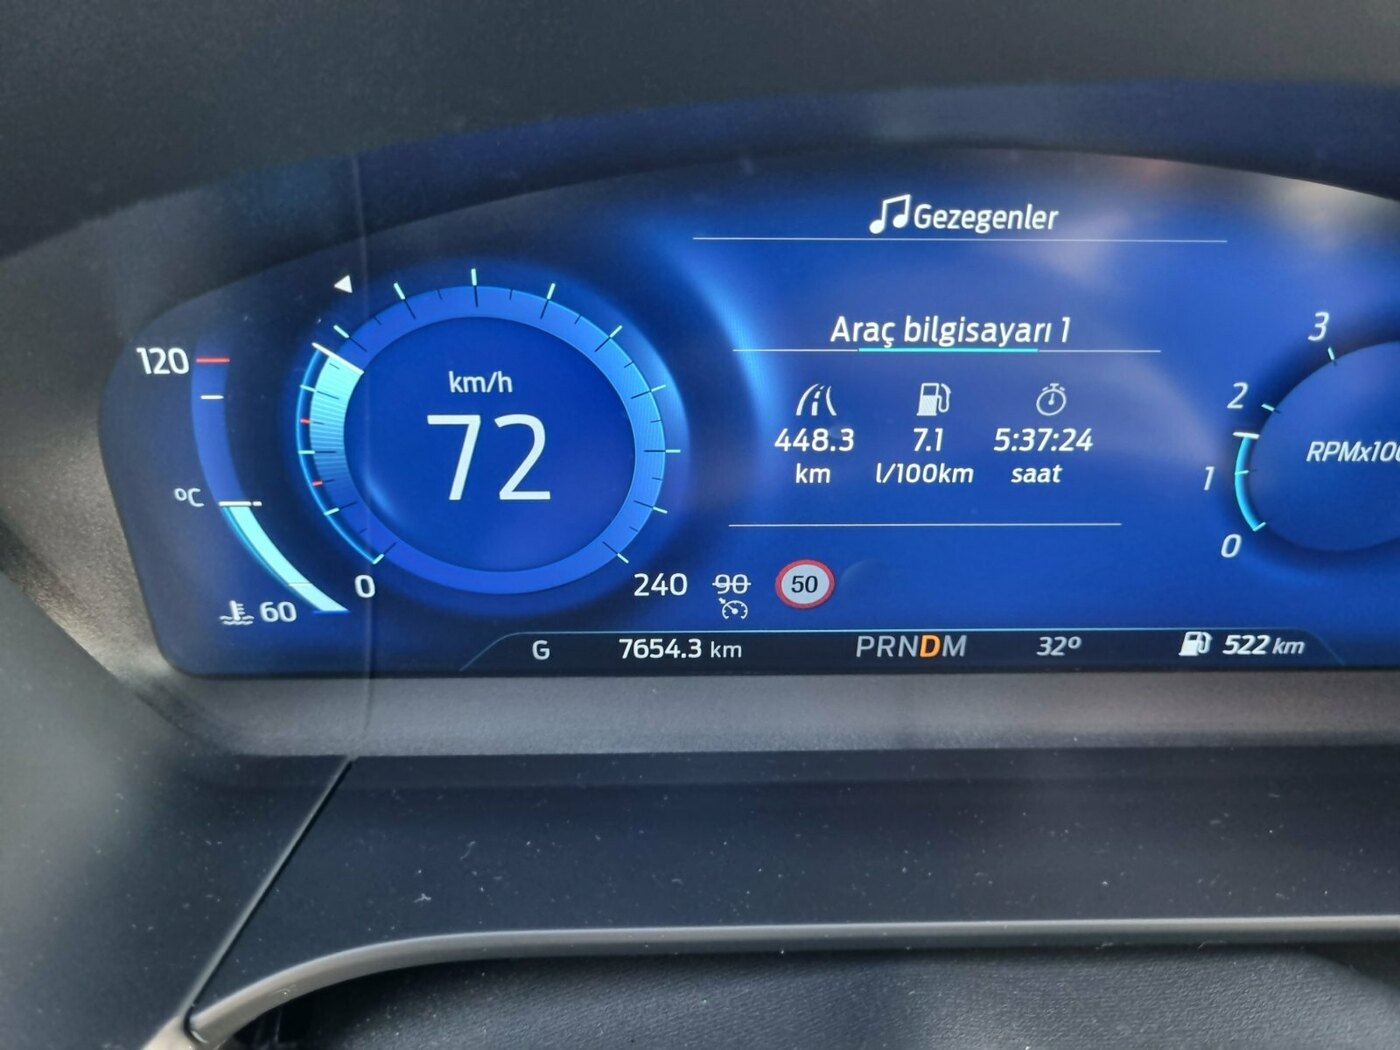 Gezegenler
Araç bilgisayarı 1
448.3 7.1 5:37:24
km l/100km saat
120
°C
60
km/h
72
0
240
90
50
3
2
1
0
G 7654.3 km PRNDM 32° 522 km